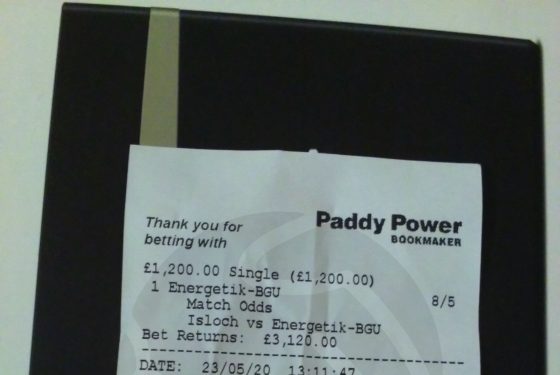 Thank you for
betting with
Paddy Power
BOOKMAKER
£1,200.00 Single (£1,200.00)
1 Energetik-BGU 8/5
Match Odds
Isloch vs Energetik-BGU
Bet Returns: £3,120.00
DATE: 23/05/20 13:11:47